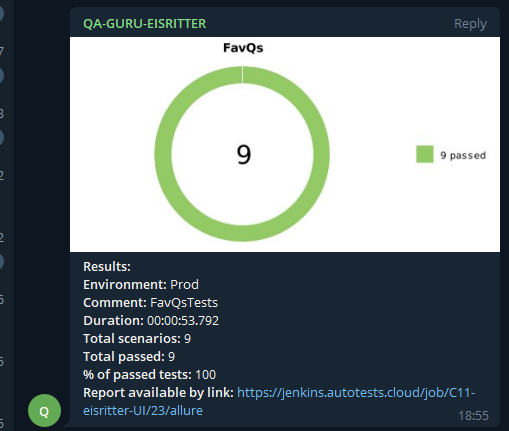 QA-GURU-EISRITTER Reply
FavQs
9
9 passed
Results:
Environment: Prod
Comment: FavQsTests
Duration: 00:00:53.792
Total scenarios: 9
Total passed: 9
% of passed tests: 100
Report available by link: https://jenkins.autotests.cloud/job/C11-
eisritter-UI/23/allure
Q
18:55